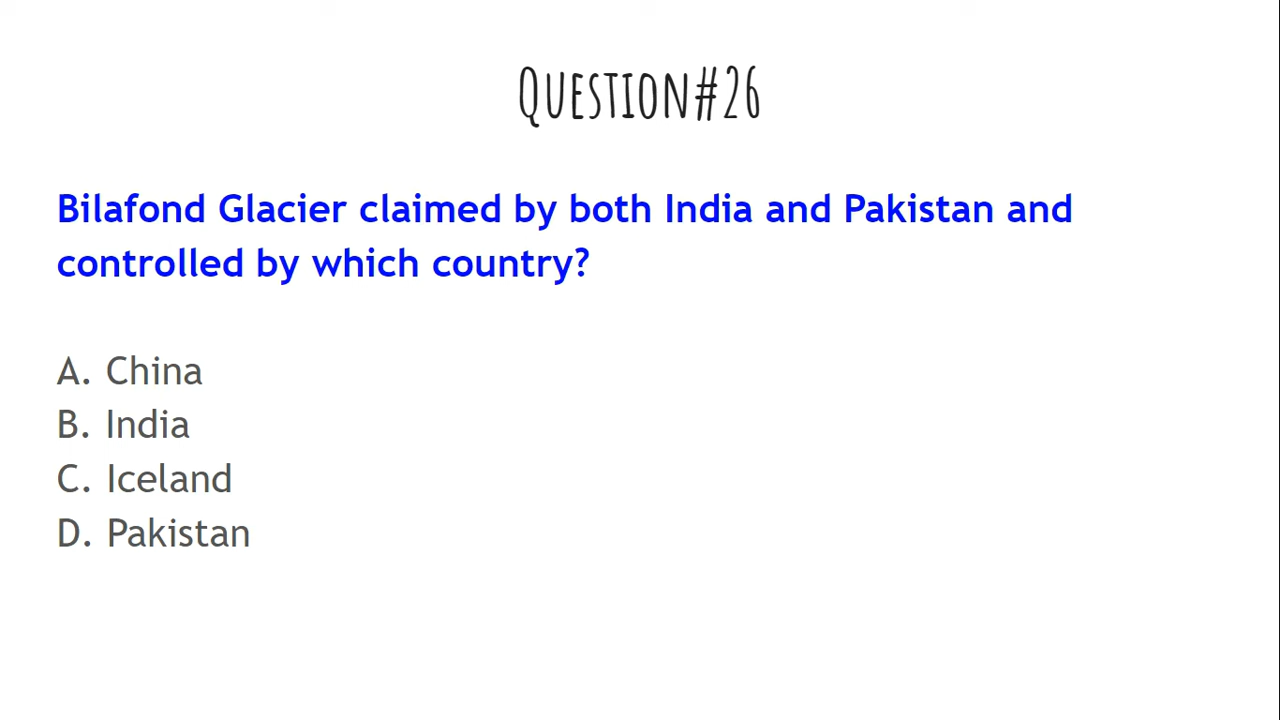 Question#26
Bilafond Glacier claimed by both India and Pakistan and
controlled by which country?
A. China
B. India
C. Iceland
D. Pakistan